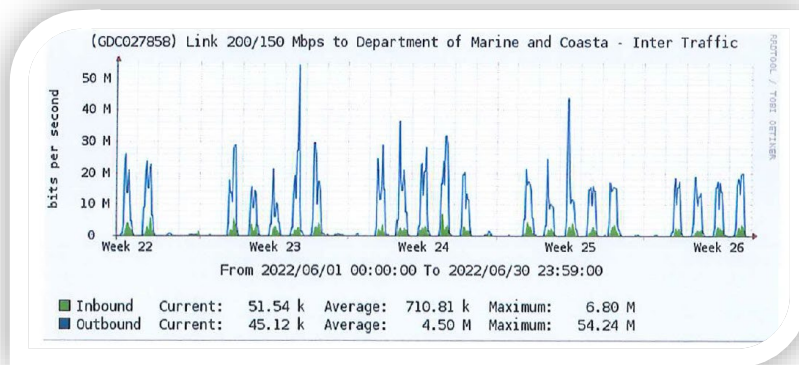 (GDC027858) Link 200/150 Mbps to Department of Marine and Coasta - Inter Traffic
RRDTOOL / TOBI OETIKER
bits per second
50 M
40 M
30 M
20 M
10 M
0
Week 22 Week 23 Week 24 Week 25 Week 26
From 2022/06/01 00:00:00 To 2022/06/30 23:59:00
Inbound Current: 51.54 k Average: 710.81 k Maximum: 6.80 M
Outbound Current: 45.12 k Average: 4.50 M Maximum: 54.24 M